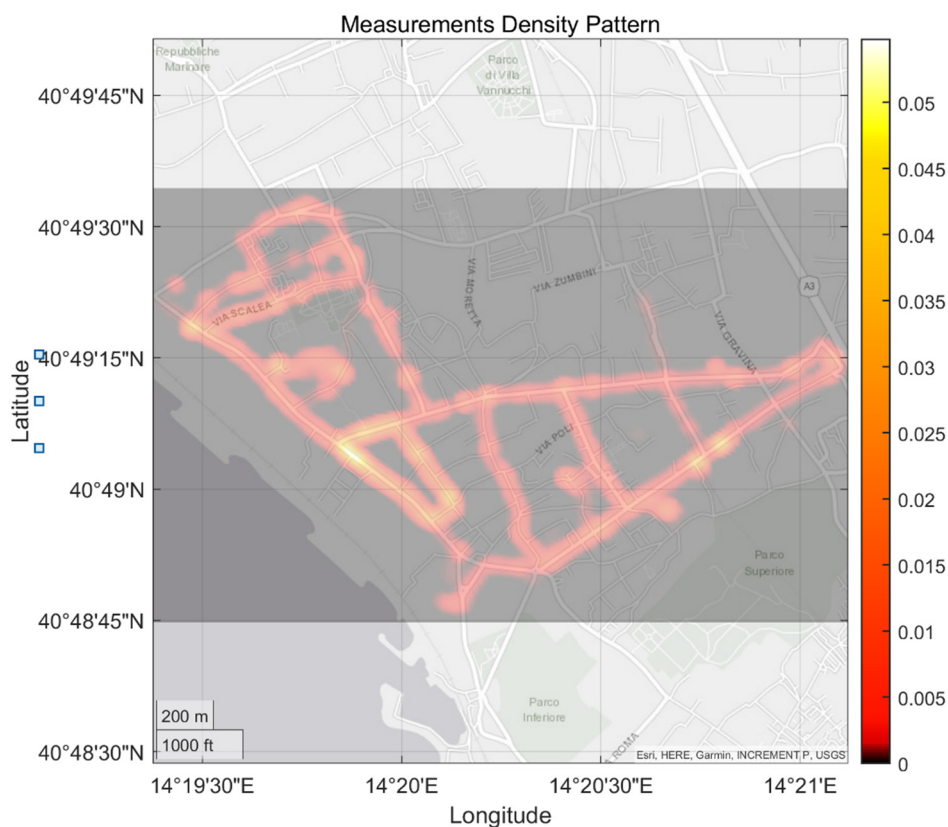 Measurements Density Pattern
Repubbliche
Marinare
Parco
di Villa
Vannucchi
40°49'45"N
40°49'30"N
40°49'15"N
40°49'N
40°48'45"N
40°48'30"N
Latitude
VIA MORETTA
VIA ZUMBINI
A3
VIA GRAVINA
VIA SCALEA
VIA POLI
Parco
Superiore
Parco
Inferiore
A ROMA
200 m
1000 ft
Esri, HERE, Garmin, INCREMENT P, USGS
14°19'30"E
14°20'E
14°20'30"E
14°21'E
Longitude
0.05
0.045
0.04
0.035
0.03
0.025
0.02
0.015
0.01
0.005
0